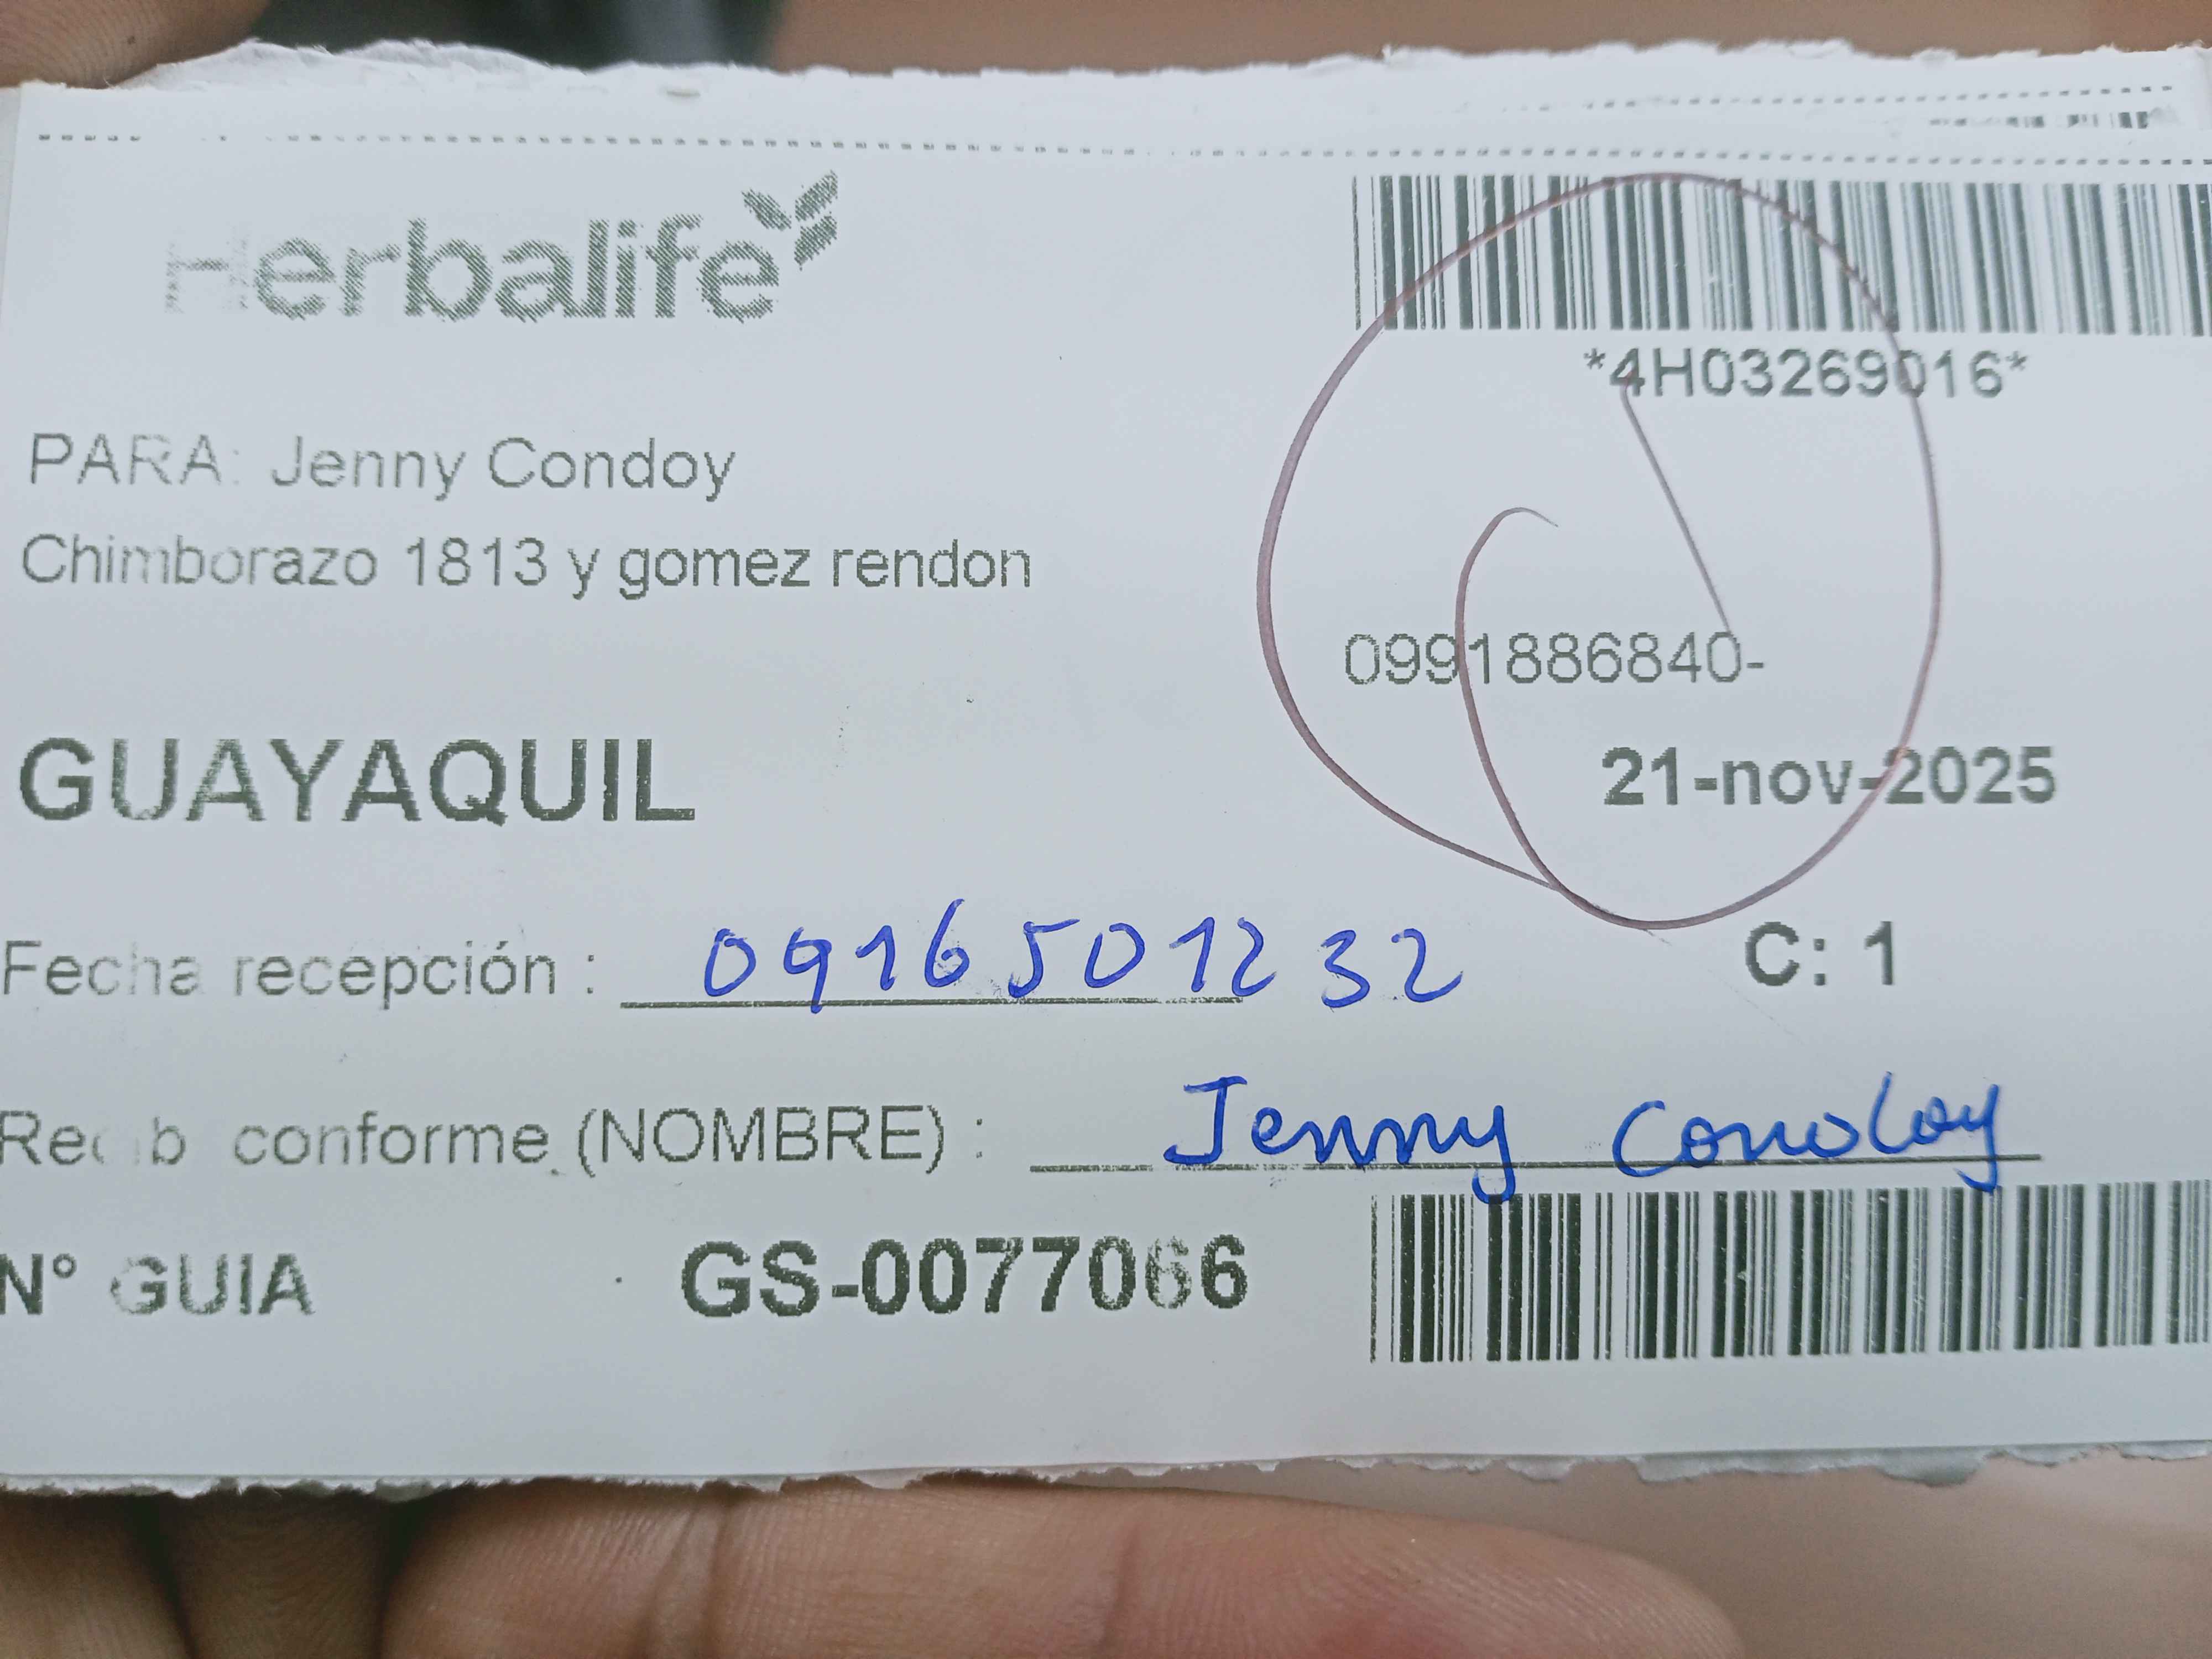 Herbalife
*4H03269016*
PARA: Jenny Condoy
Chimborazo 1813 y gomez rendon
0991886840-
GUAYAQUIL
21-nov-2025
Fecha recepción : 0916501232
C: 1
Recib conforme (NOMBRE) : Jenny Condoy
N° GUIA GS-0077066